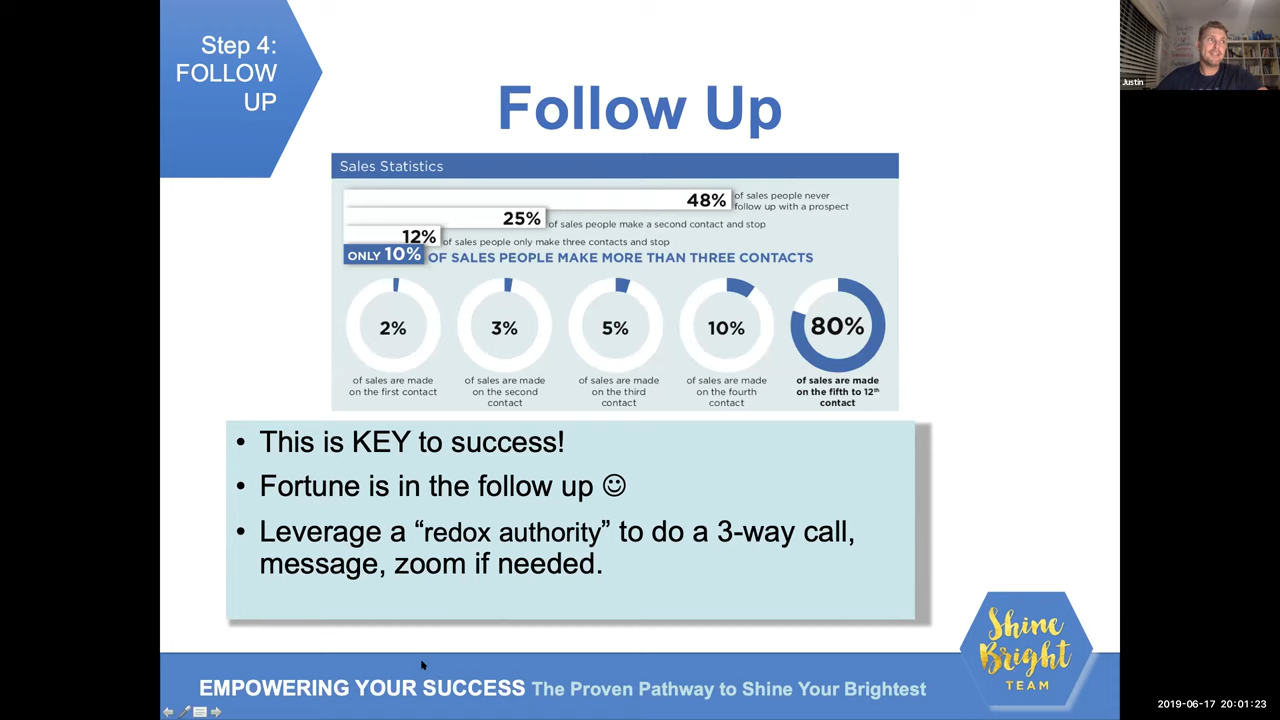 Step 4:
FOLLOW
UP
Justin
Follow Up
Sales Statistics
48%
of sales people never
follow up with a prospect
25%
of sales people make a second contact and stop
12%
of sales people only make three contacts and stop
ONLY 10%
OF SALES PEOPLE MAKE MORE THAN THREE CONTACTS
2%
of sales are made
on the first contact
3%
of sales are made
on the second
contact
5%
of sales are made
on the third
contact
10%
of sales are made
on the fourth
contact
80%
of sales are made
on the fifth to 12th
contact
• This is KEY to success!
• Fortune is in the follow up ☺
• Leverage a “redox authority” to do a 3-way call,
message, zoom if needed.
Shine
Bright
TEAM
EMPOWERING YOUR SUCCESS The Proven Pathway to Shine Your Brightest
2019-06-17 20:01:23